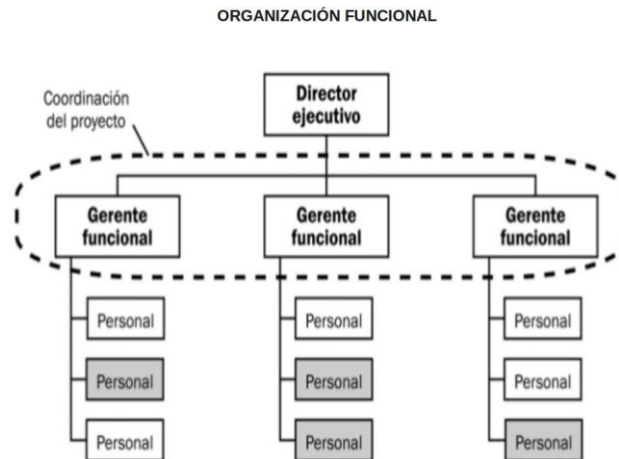 ORGANIZACIÓN FUNCIONAL
Coordinación
del proyecto
Director
ejecutivo
Gerente
funcional
Gerente
funcional
Gerente
funcional
Personal
Personal
Personal
Personal
Personal
Personal
Personal
Personal
Personal